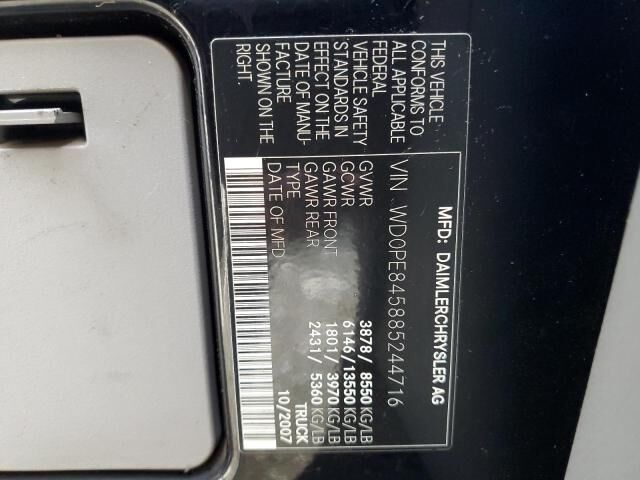 MFD: DAIMLERCHRYSLER AG
VIN WD0PE845885244716
GVWR 3878/ 8550 KG/LB
GCWR 6146/ 13550 KG/LB
GAWR FRONT 1801/ 3970 KG/LB
GAWR REAR 2431/ 5360 KG/LB
TYPE TRUCK
DATE OF MFD 10/2007
THIS VEHICLE
CONFORMS TO
ALL APPLICABLE
FEDERAL
VEHICLE SAFETY
STANDARDS IN
EFFECT ON THE
DATE OF MANU-
FACTURE
SHOWN ON THE
RIGHT.